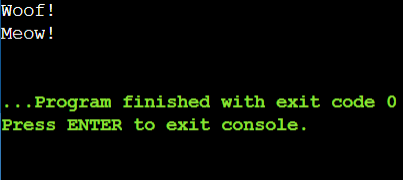 Woof!
Meow!
...Program finished with exit code 0
Press ENTER to exit console.